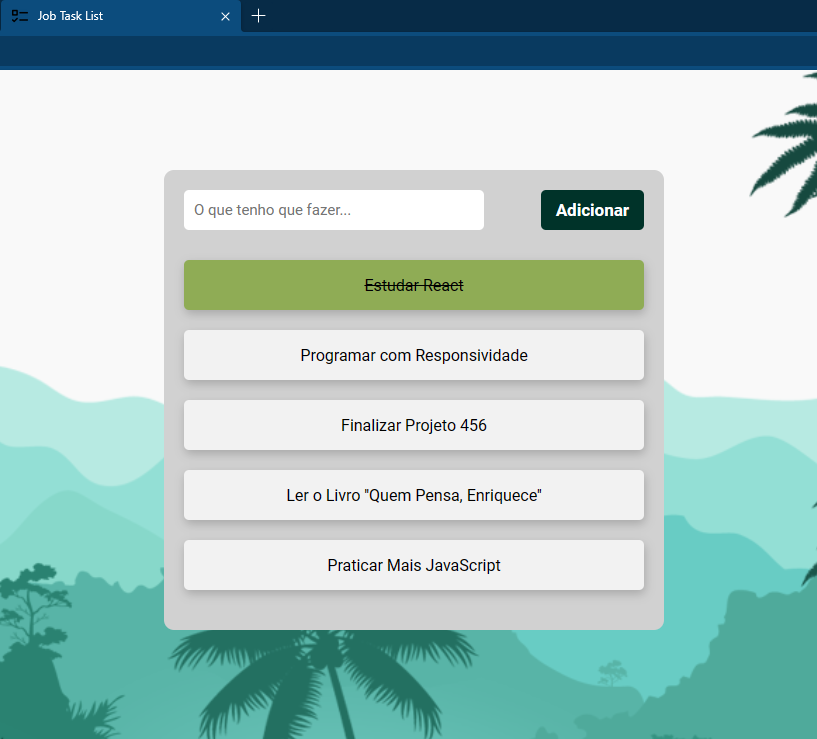 Job Task List
O que tenho que fazer...
Adicionar
Estudar React
Programar com Responsividade
Finalizar Projeto 456
Ler o Livro "Quem Pensa, Enriquece"
Praticar Mais JavaScript